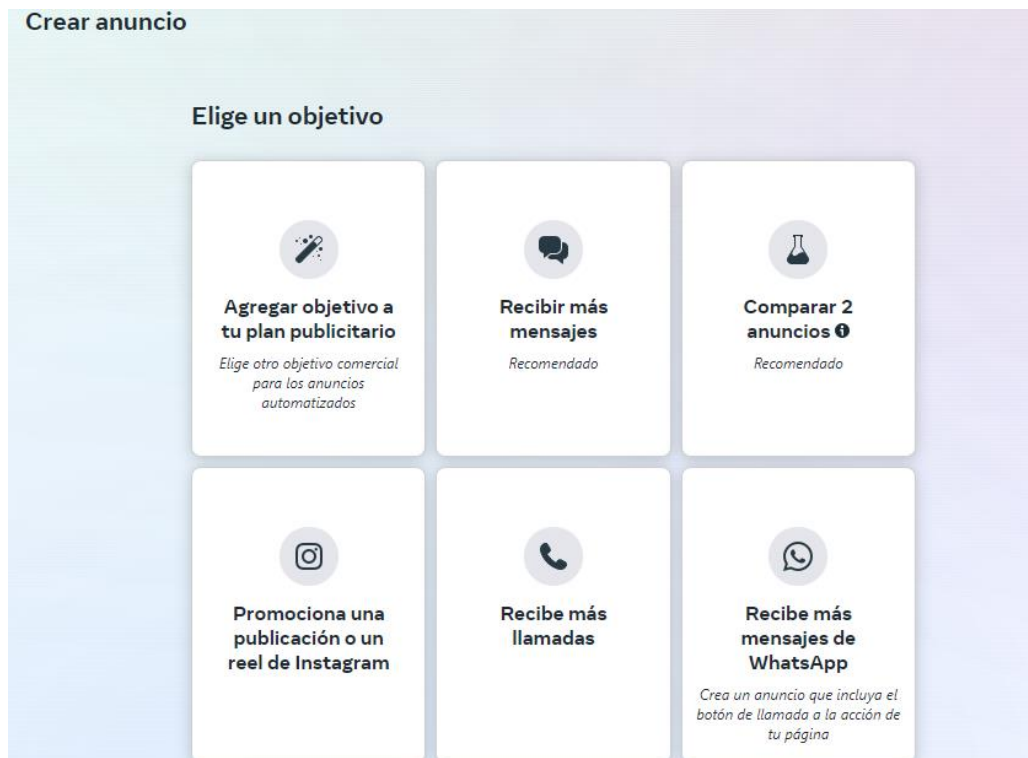 Crear anuncio
Elige un objetivo
Agregar objetivo a
tu plan publicitario
Elige otro objetivo comercial
para los anuncios
automatizados
Recibir más
mensajes
Recomendado
Comparar 2
anuncios
Recomendado
Promociona una
publicación o un
reel de Instagram
Recibe más
llamadas
Recibe más
mensajes de
WhatsApp
Crea un anuncio que incluya el
botón de llamada a la acción de
tu página